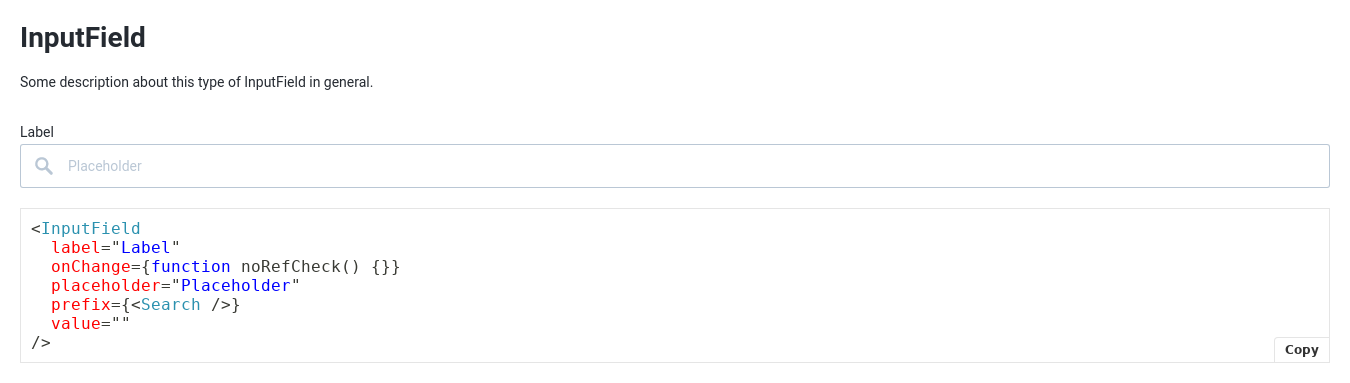 InputField
Some description about this type of InputField in general.
Label
Placeholder
<InputField
  label="Label"
  onChange={function noRefCheck() {}}
  placeholder="Placeholder"
  prefix={<Search />}
  value=""
/>
Copy